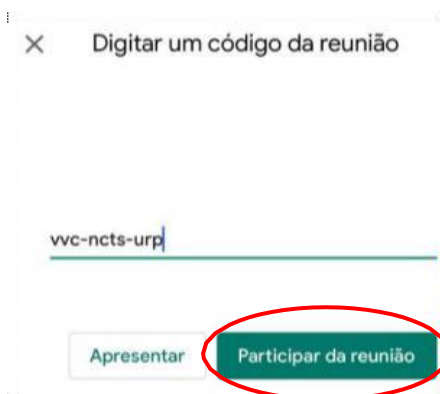 Digitar um código da reunião
vvc-ncts-urp
Apresentar
Participar da reunião